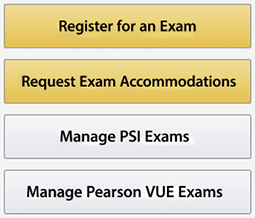 Register for an Exam
Request Exam Accommodations
Manage PSI Exams
Manage Pearson VUE Exams